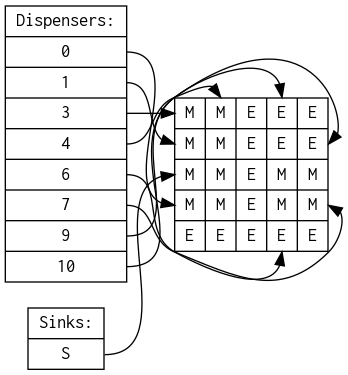 Dispensers:
0
1
3
4
6
7
9
10
M M E E E
M M E E E
M M E M M
M M E M M
E E E E E
Sinks:
S